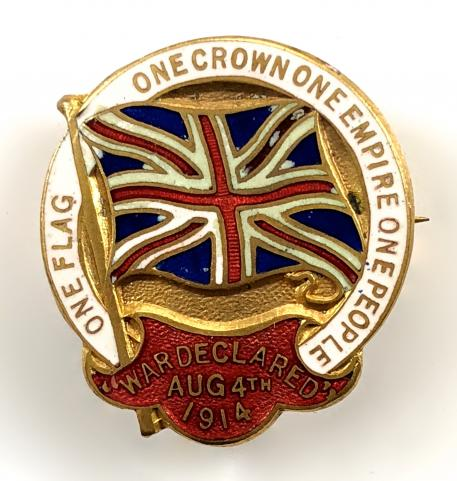 ONE FLAG
ONE CROWN ONE EMPIRE ONE PEOPLE
"WAR DECLARED"
AUG 4TH
1914